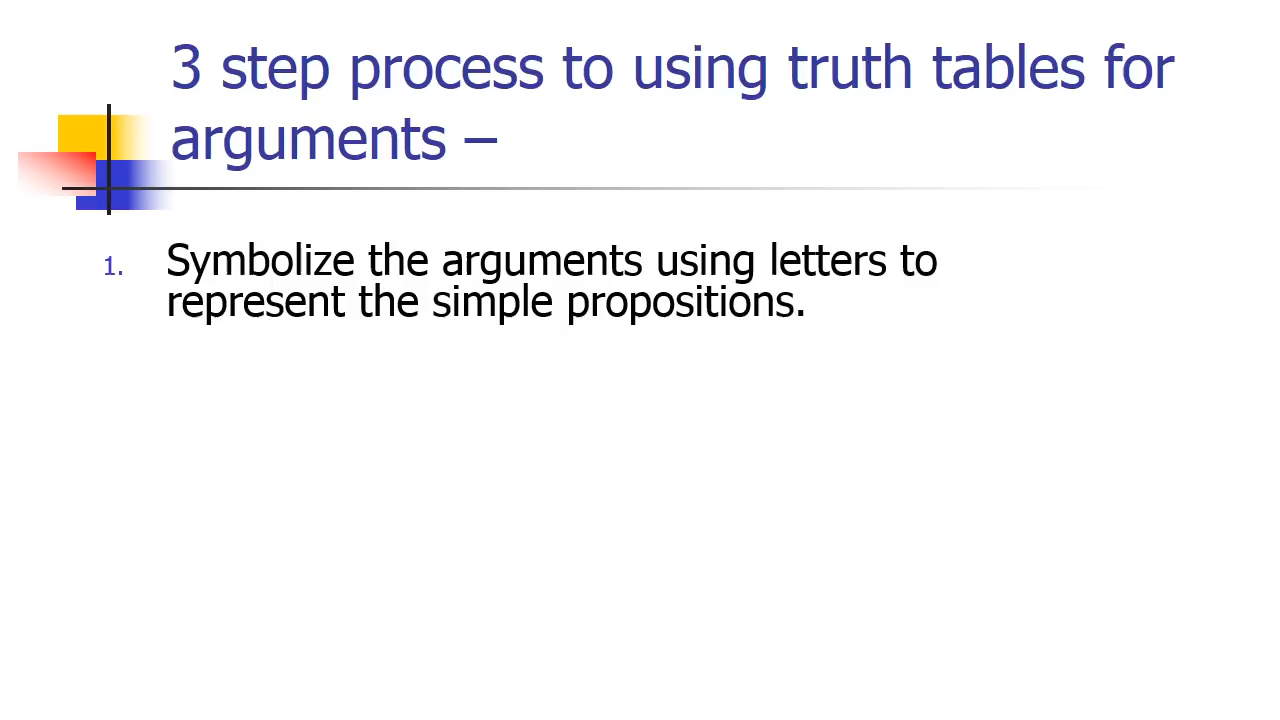 3 step process to using truth tables for
arguments –
1. Symbolize the arguments using letters to
represent the simple propositions.